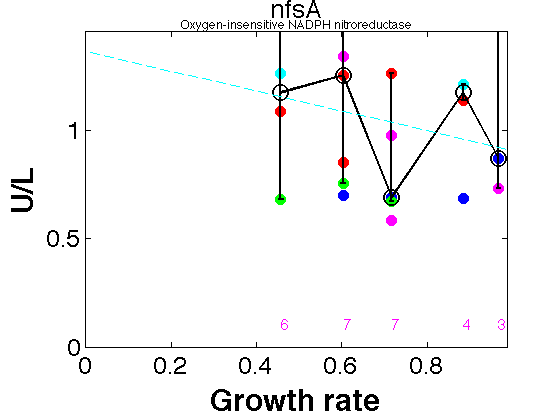 nfsA
Oxygen-insensitive NADPH nitroreductase
1
0.5
0
U/L
6 7 7 4 3
0 0.2 0.4 0.6 0.8
Growth rate